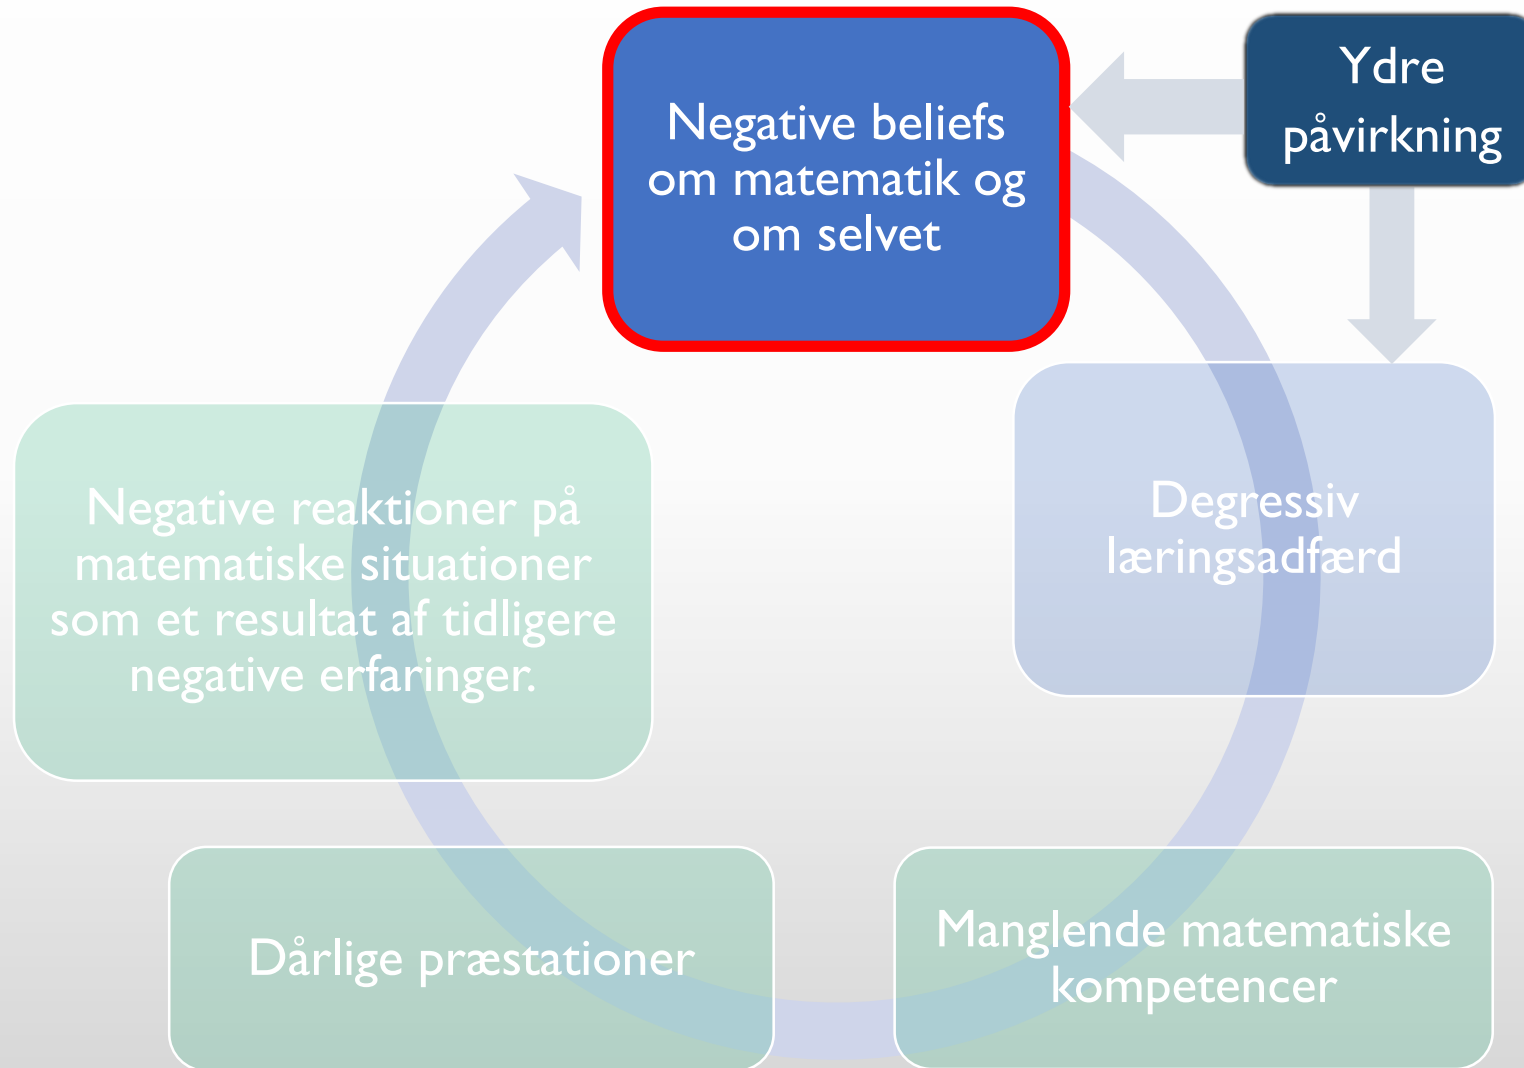 Negative beliefs
om matematik og
om selvet
Ydre
påvirkning
Degressiv
læringsadfærd
Manglende matematiske
kompetencer
Dårlige præstationer
Negative reaktioner på
matematiske situationer
som et resultat af tidligere
negative erfaringer.